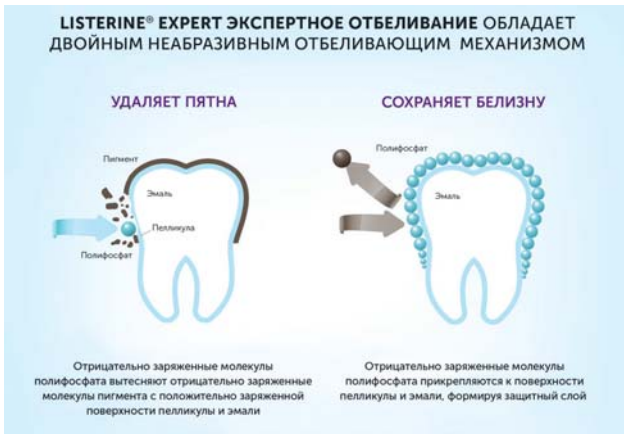 LISTERINE® EXPERT ЭКСПЕРТНОЕ ОТБЕЛИВАНИЕ ОБЛАДАЕТ
ДВОЙНЫМ НЕАБРАЗИВНЫМ ОТБЕЛИВАЮЩИМ МЕХАНИЗМОМ
УДАЛЯЕТ ПЯТНА
Пигмент
Эмаль
Пелликула
Полифосфат
Отрицательно заряженные молекулы
полифосфата вытесняют отрицательно заряженные
молекулы пигмента с положительно заряженной
поверхности пелликулы и эмали
СОХРАНЯЕТ БЕЛИЗНУ
Полифосфат
Эмаль
Отрицательно заряженные молекулы
полифосфата прикрепляются к поверхности
пелликулы и эмали, формируя защитный слой